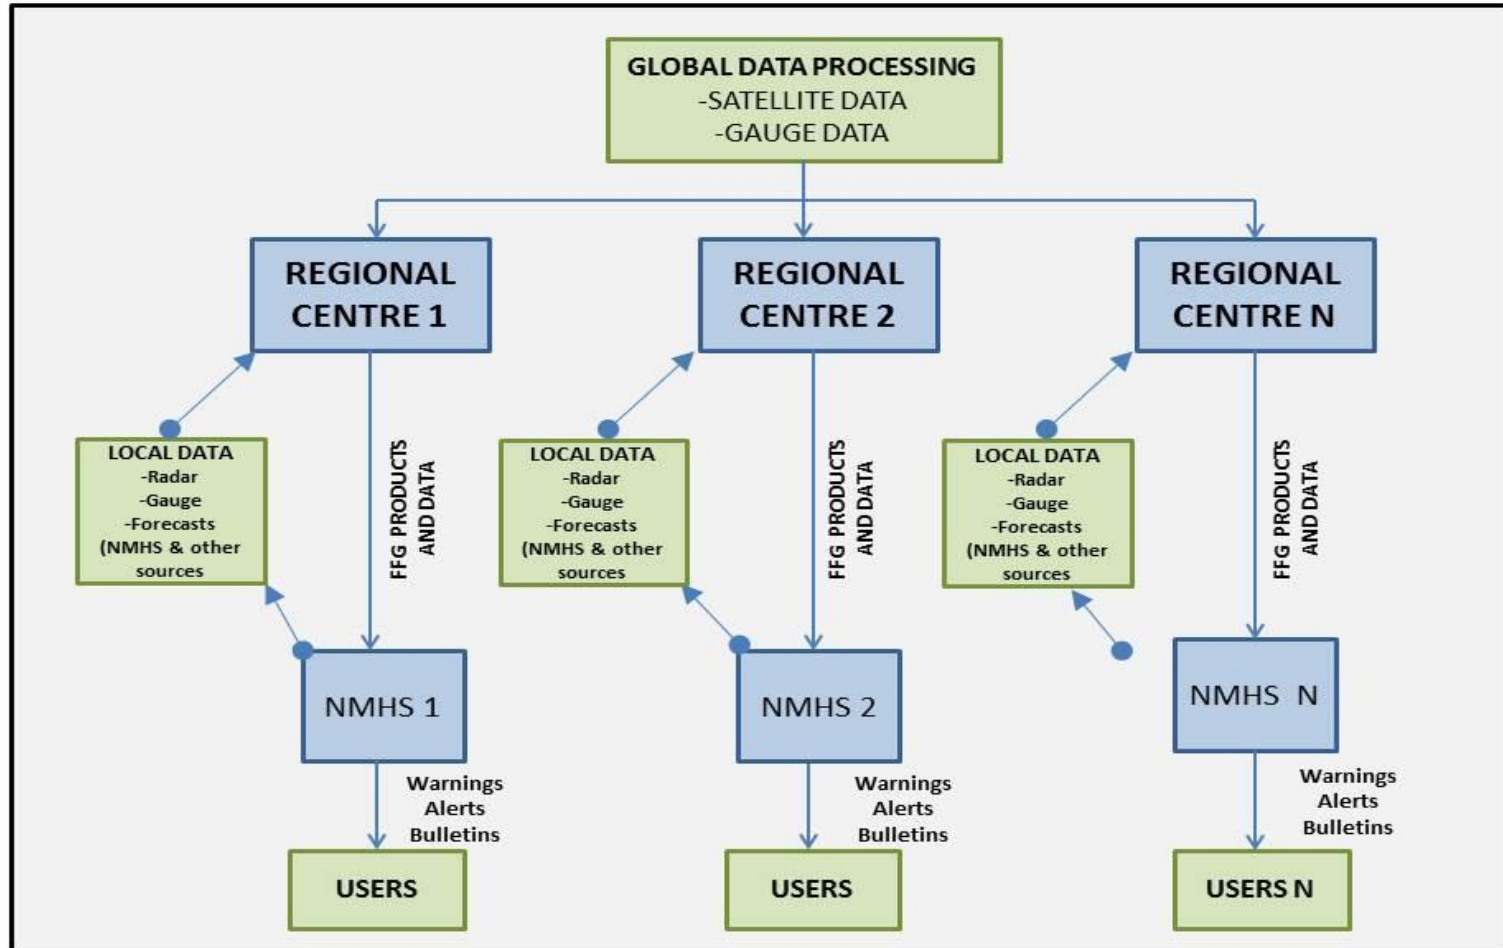 GLOBAL DATA PROCESSING
-SATELLITE DATA
-GAUGE DATA
REGIONAL
CENTRE 1
REGIONAL
CENTRE 2
REGIONAL
CENTRE N
LOCAL DATA
-Radar
-Gauge
-Forecasts
(NMHS & other
sources
FFG PRODUCTS
AND DATA
LOCAL DATA
-Radar
-Gauge
-Forecasts
(NMHS & other
sources
FFG PRODUCTS
AND DATA
LOCAL DATA
-Radar
-Gauge
-Forecasts
(NMHS & other
sources
FFG PRODUCTS
AND DATA
NMHS 1
NMHS 2
NMHS N
Warnings
Alerts
Bulletins
Warnings
Alerts
Bulletins
Warnings
Alerts
Bulletins
USERS
USERS
USERS N